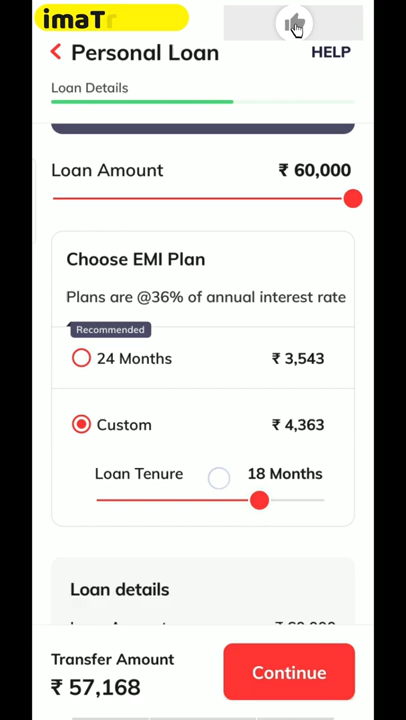 imaTr
Personal Loan
HELP
Loan Details
Loan Amount ₹ 60,000
Choose EMI Plan
Plans are @36% of annual interest rate
Recommended
24 Months ₹ 3,543
Custom ₹ 4,363
Loan Tenure 18 Months
Loan details
Transfer Amount
₹ 57,168
Continue